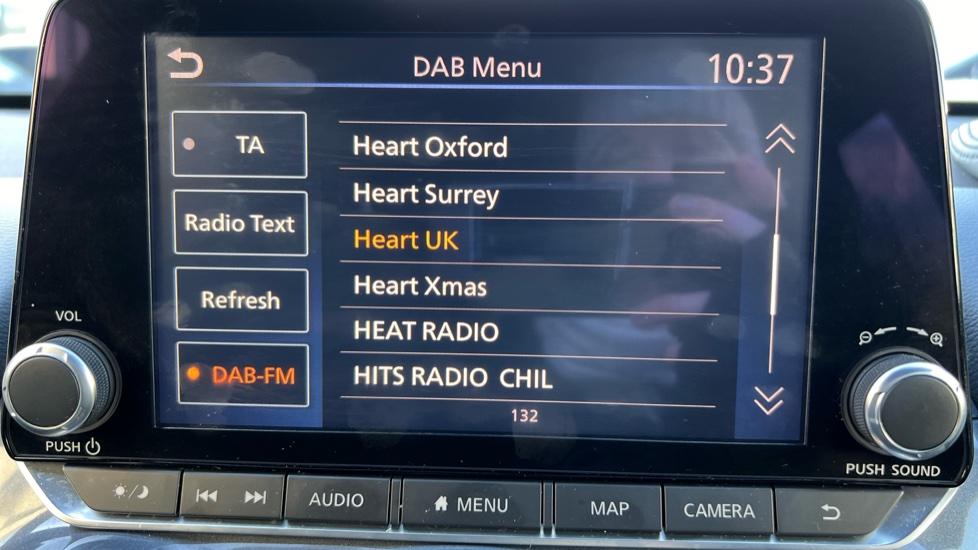 DAB Menu
10:37
TA
Radio Text
Refresh
DAB-FM
Heart Oxford
Heart Surrey
Heart UK
Heart Xmas
HEAT RADIO
HITS RADIO CHIL
132
VOL
PUSH
PUSH SOUND
AUDIO
MENU
MAP
CAMERA